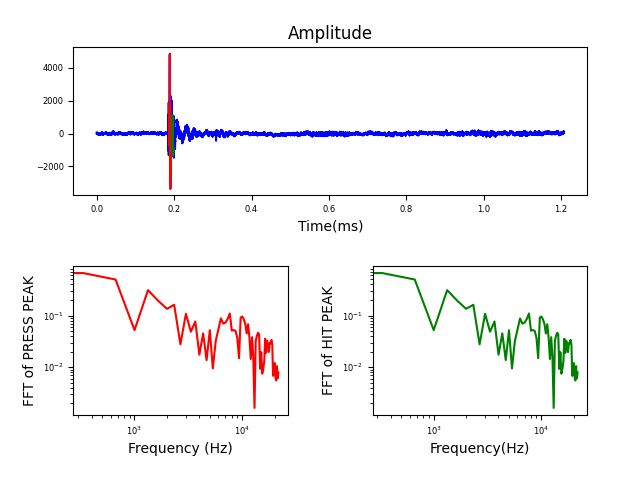 Amplitude
4000
2000
0
−2000
0.0 0.2 0.4 0.6 0.8 1.0 1.2
Time(ms)
FFT of PRESS PEAK
10⁻¹
10⁻²
10³ 10⁴
Frequency (Hz)
FFT of HIT PEAK
10⁻¹
10⁻²
10³ 10⁴
Frequency(Hz)